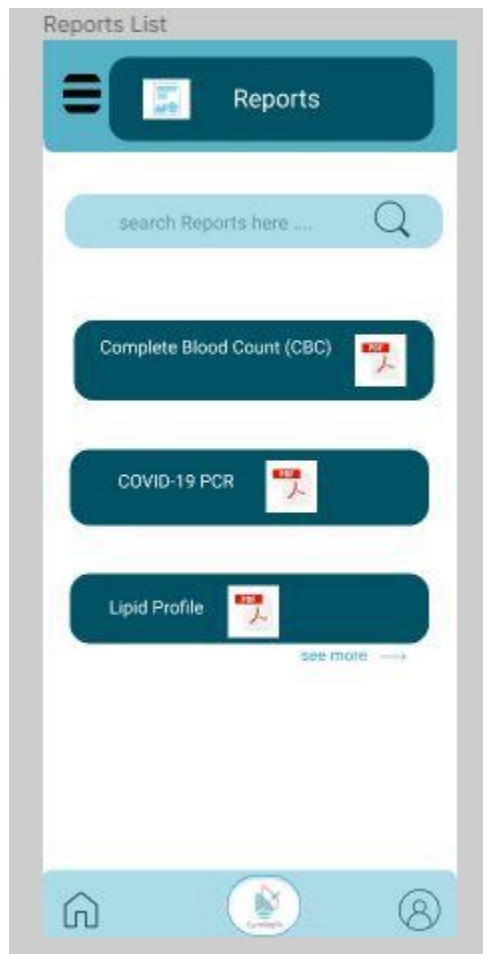 Reports List
Reports
search Reports here ....
Complete Blood Count (CBC)
PDF
COVID-19 PCR
PDF
Lipid Profile
PDF
see more